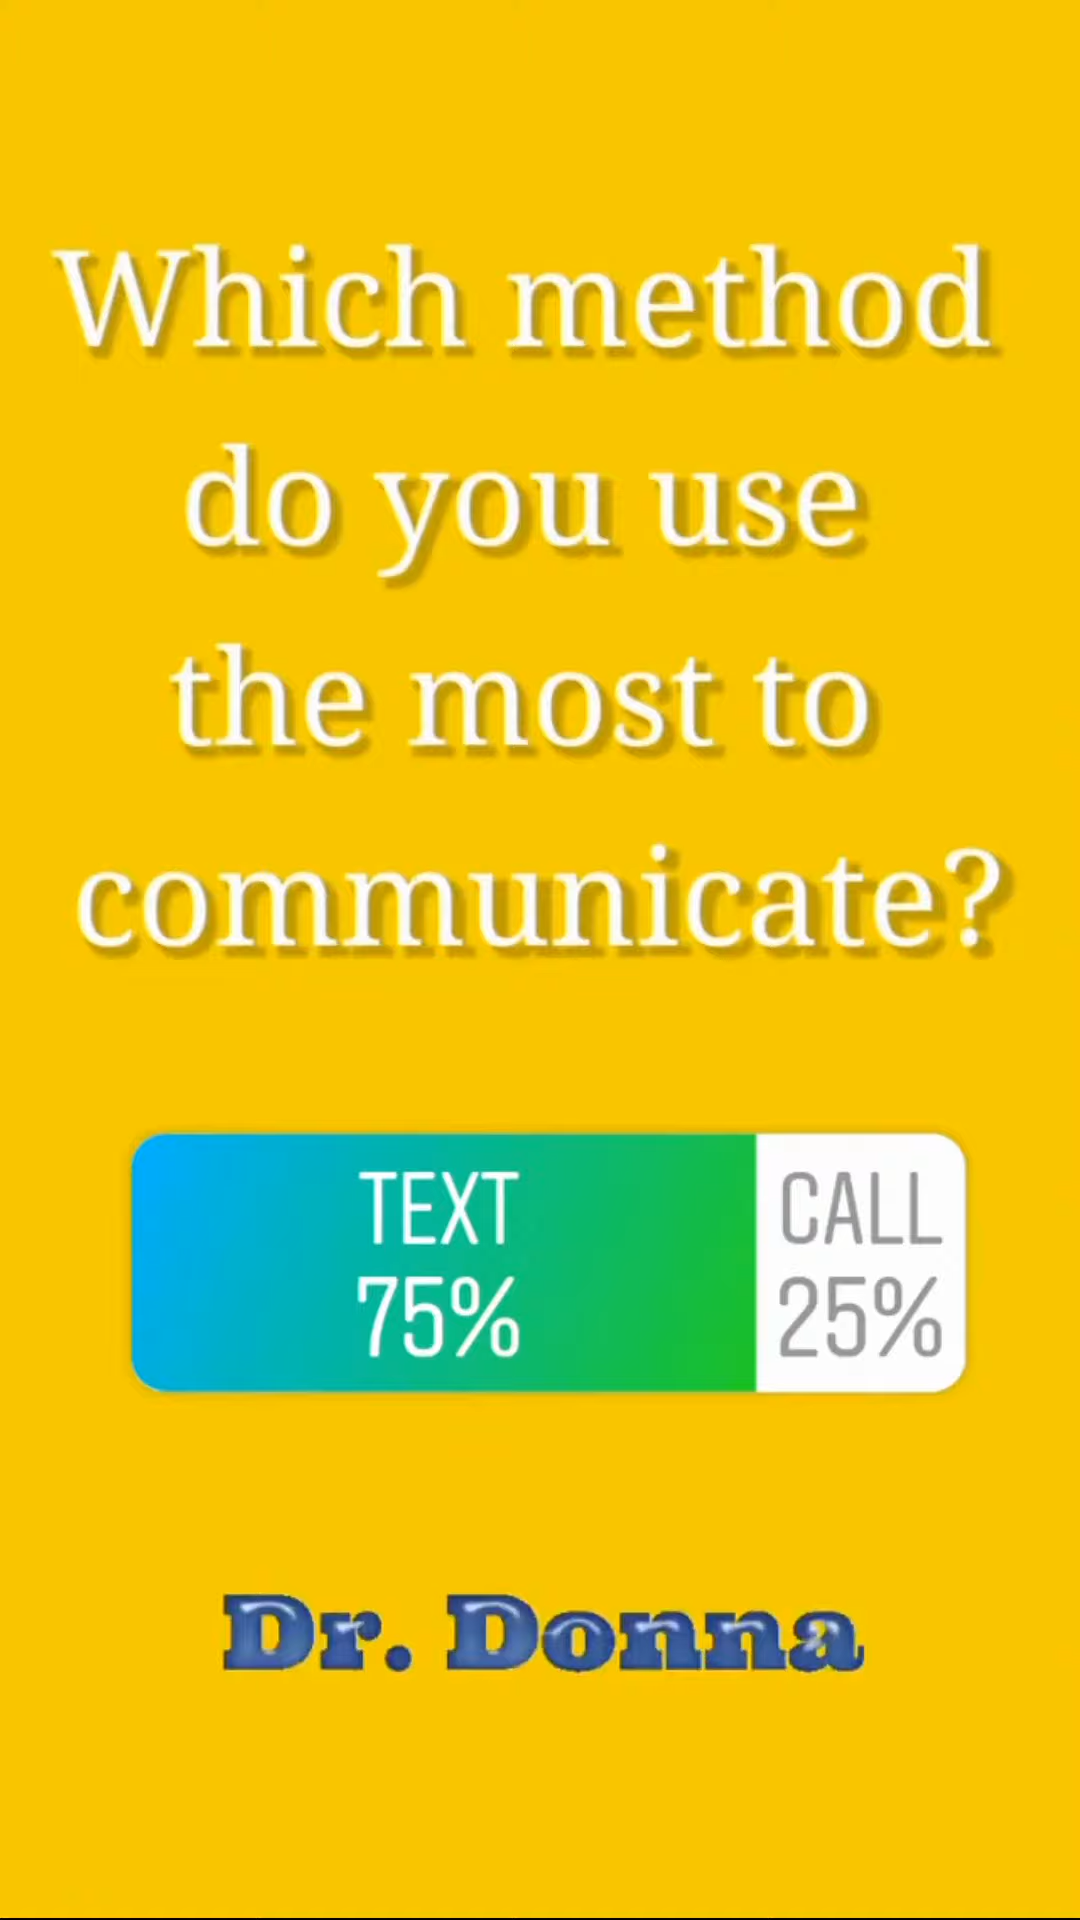 Which method
do you use
the most to
communicate?
TEXT CALL
75% 25%
Dr. Donna